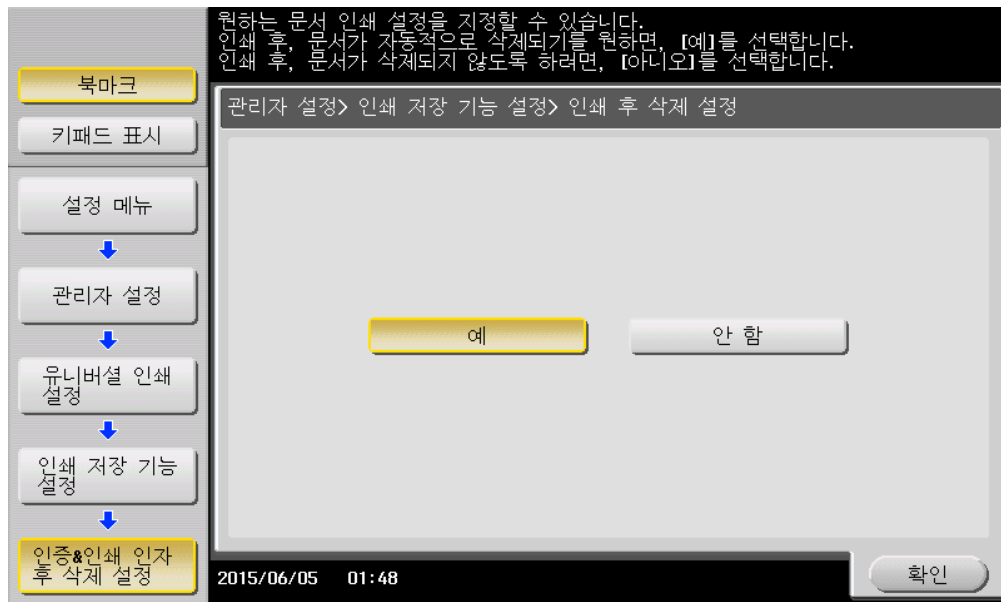 원하는 문서 인쇄 설정을 지정할 수 있습니다.
인쇄 후, 문서가 자동적으로 삭제되기를 원하면, [예]를 선택합니다.
인쇄 후, 문서가 삭제되지 않도록 하려면, [아니오]를 선택합니다.
북마크
키패드 표시
설정 메뉴
관리자 설정
유니버셜 인쇄
설정
인쇄 저장 기능
설정
인증&인쇄 인자
후 삭제 설정
관리자 설정> 인쇄 저장 기능 설정> 인쇄 후 삭제 설정
예
안 함
2015/06/05 01:48
확인